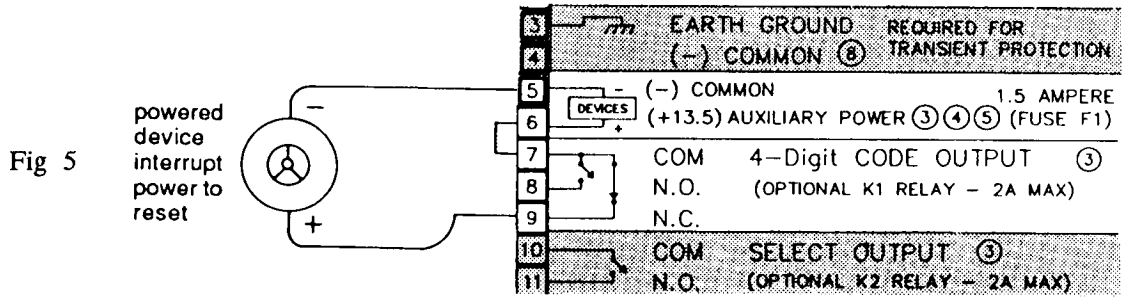 3 EARTH GROUND REQUIRED FOR
4 (-) COMMON ⑧ TRANSIENT PROTECTION
5 - (-) COMMON 1.5 AMPERE
DEVICES
6 + (+13.5) AUXILIARY POWER ③④⑤ (FUSE F1)
7 COM 4-Digit CODE OUTPUT ③
8 N.O. (OPTIONAL K1 RELAY - 2A MAX)
9 N.C.
10 COM SELECT OUTPUT ③
11 N.O. (OPTIONAL K2 RELAY - 2A MAX)
Fig 5
powered
device
interrupt
power to
reset
-
+